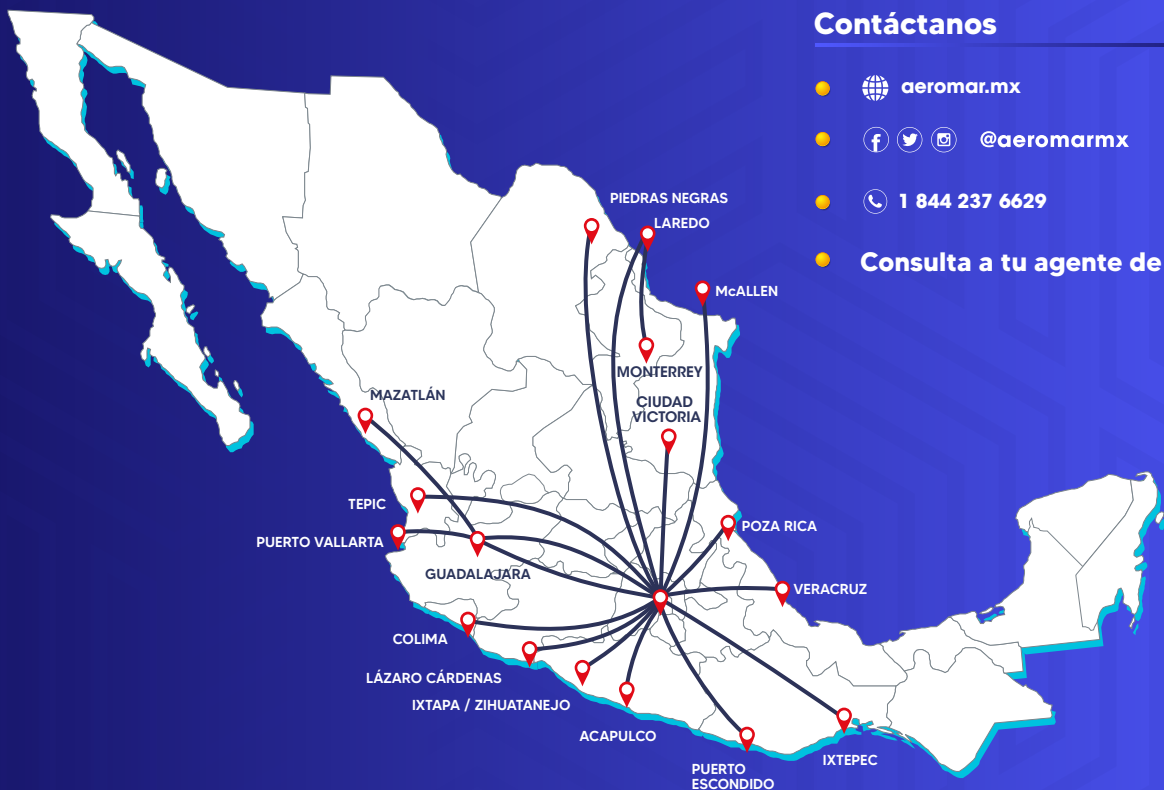 Contáctanos
aeromar.mx
@aeromarmx
1 844 237 6629
Consulta a tu agente de
PIEDRAS NEGRAS
LAREDO
McALLEN
MONTERREY
CIUDAD
VICTORIA
MAZATLÁN
TEPIC
PUERTO VALLARTA
GUADALAJARA
POZA RICA
VERACRUZ
COLIMA
LÁZARO CÁRDENAS
IXTAPA / ZIHUATANEJO
ACAPULCO
PUERTO
ESCONDIDO
IXTEPEC